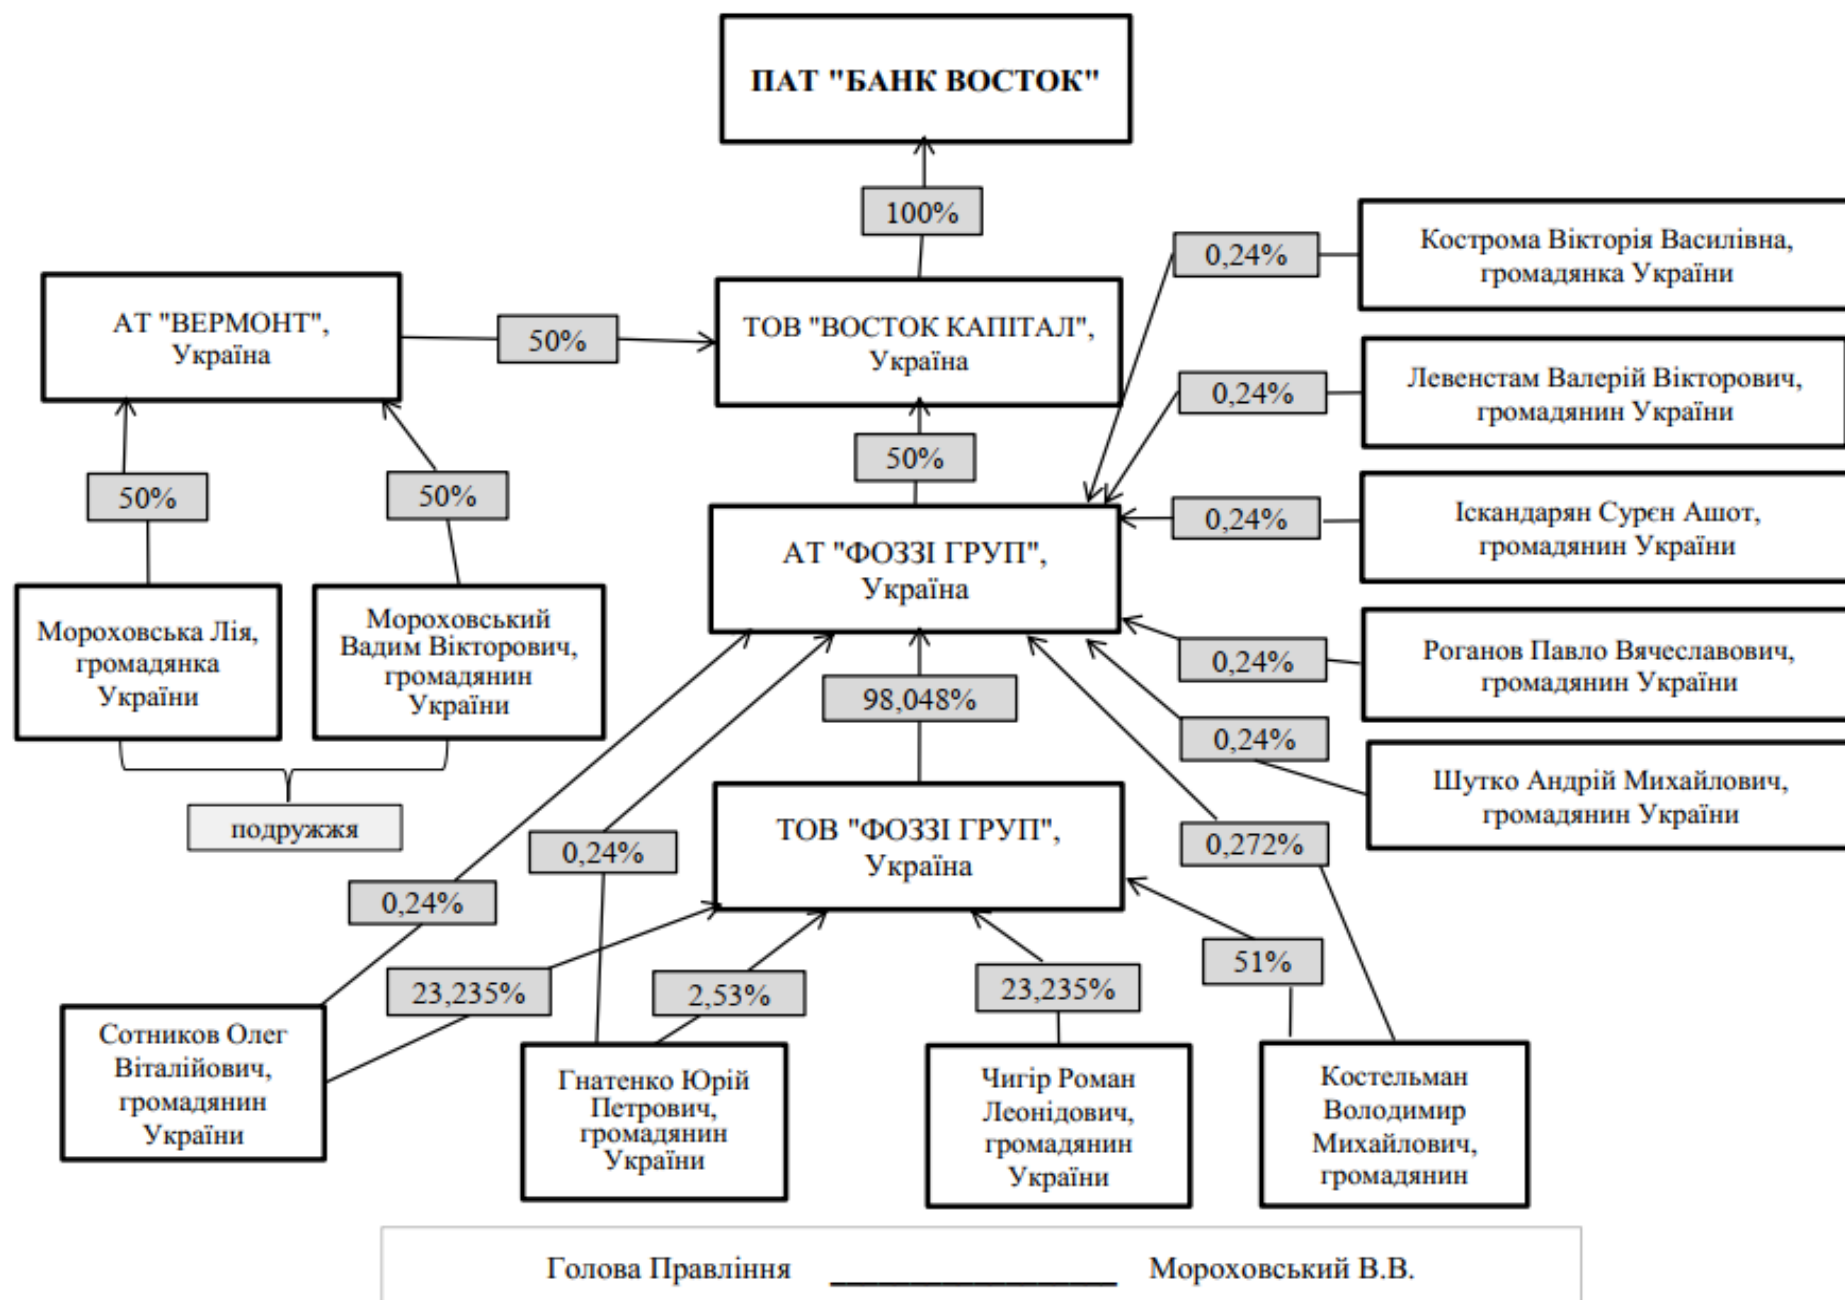 ПАТ "БАНК ВОСТОК"
100%
0,24%
Кострома Вікторія Василівна,
громадянка України
АТ "ВЕРМОНТ",
Україна
50%
ТОВ "ВОСТОК КАПІТАЛ",
Україна
0,24%
Левенстам Валерій Вікторович,
громадянин України
50%
50%
50%
0,24%
Іскандарян Сурєн Ашот,
громадянин України
АТ "ФОЗЗІ ГРУП",
Україна
Мороховська Лія,
громадянка
України
Мороховський
Вадим Вікторович,
громадянин
України
0,24%
Роганов Павло Вячеславович,
громадянин України
98,048%
0,24%
Шутко Андрій Михайлович,
громадянин України
подружжя
ТОВ "ФОЗЗІ ГРУП",
Україна
0,24%
0,272%
0,24%
23,235%
2,53%
23,235%
51%
Сотников Олег
Віталійович,
громадянин
України
Гнатенко Юрій
Петрович,
громадянин
України
Чигір Роман
Леонідович,
громадянин
України
Костельман
Володимир
Михайлович,
громадянин
Голова Правління ____________________ Мороховський В.В.